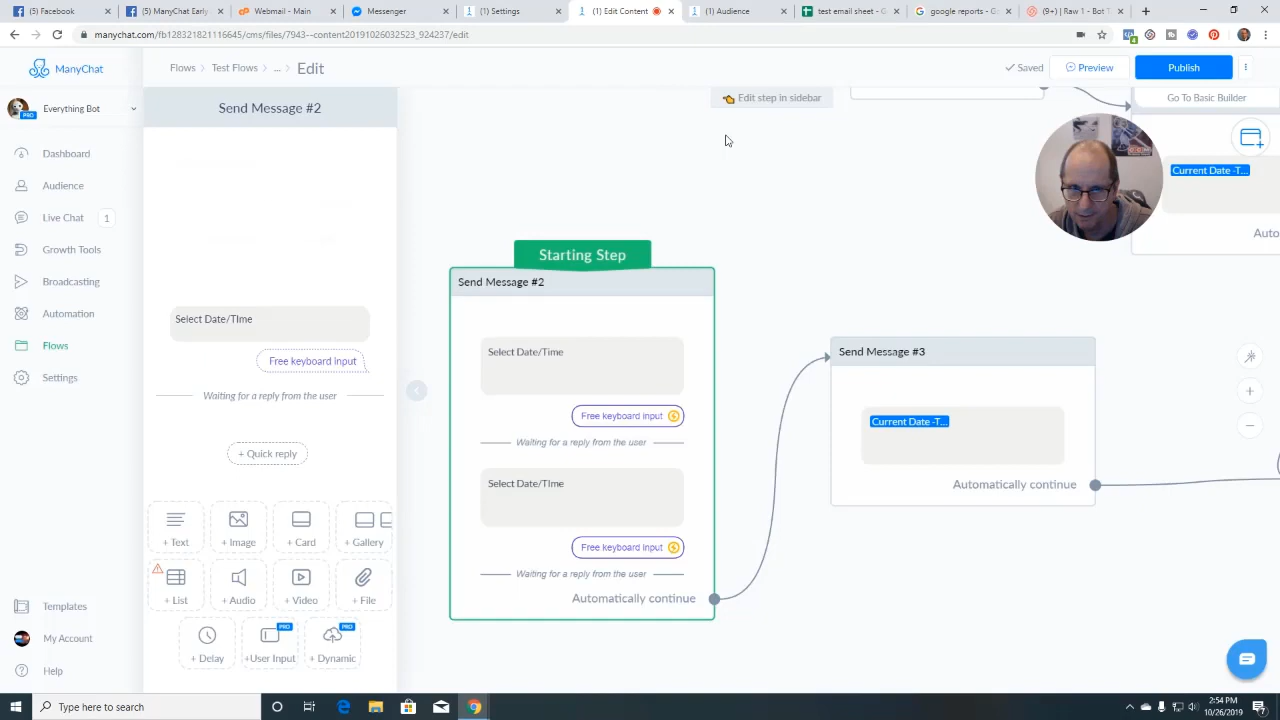 (1) Facebook
(1) ManyChat Early
Webmail - Main
Messenger
(1) Settings
(1) Edit Content
(1) Audience
test email sheet - G
google reports - Go
(9+) | Raw 1 - Bot T
manychat.com/fb128321821116645/cms/files/7943--content20191026032523_924237/edit
ManyChat
Flows > Test Flows > ... > Edit
Saved
Preview
Publish
Everything Bot
PRO
Dashboard
Audience
Live Chat 1
Growth Tools
Broadcasting
Automation
Flows
Settings
Templates
My Account
Help
Send Message #2
Select Date/TIme
Free keyboard input
Waiting for a reply from the user
+ Quick reply
+ Text
+ Image
+ Card
+ Gallery
+ List
+ Audio
+ Video
+ File
+ Delay
PRO
+User Input
PRO
+ Dynamic
Edit step in sidebar
Starting Step
Send Message #2
Select Date/TIme
Free keyboard input
Waiting for a reply from the user
Select Date/TIme
Free keyboard input
Waiting for a reply from the user
Automatically continue
Send Message #3
Current Date -T...
Automatically continue
Go To Basic Builder
Current Date -T...
Auto
Type here to search
2:54 PM
10/26/2019